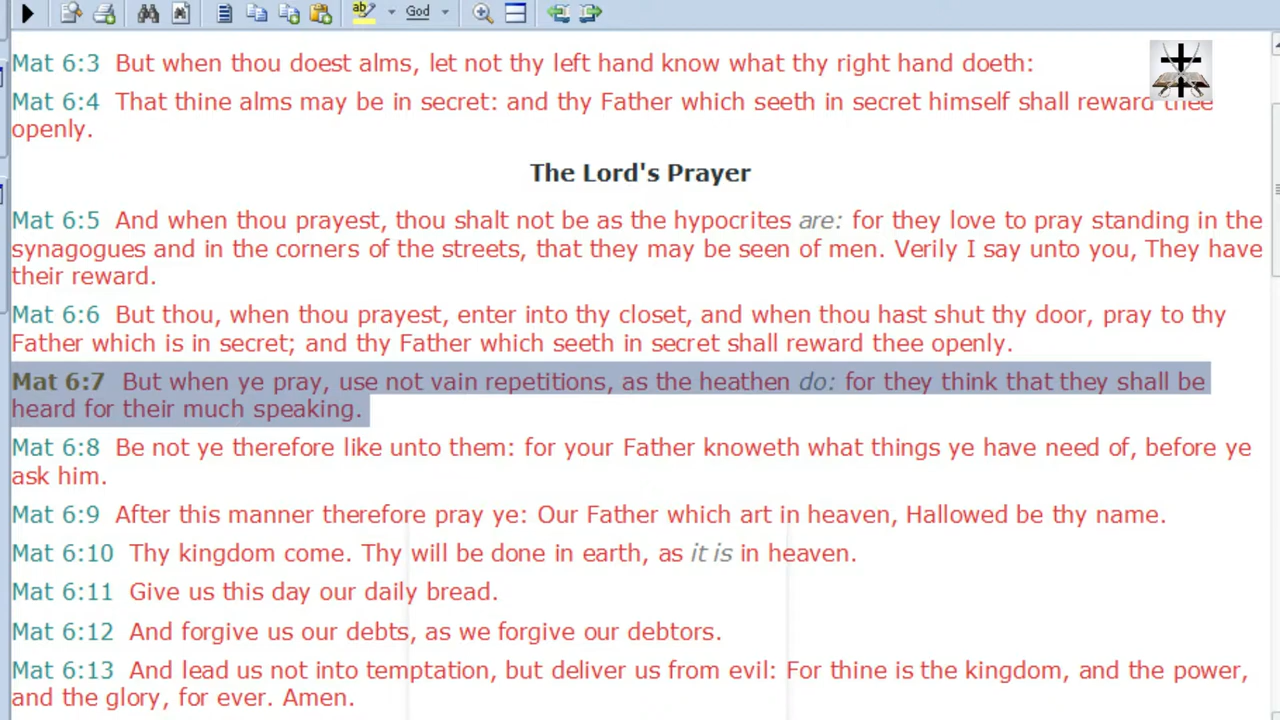 ab
God
Mat 6:3 But when thou doest alms, let not thy left hand know what thy right hand doeth:
Mat 6:4 That thine alms may be in secret: and thy Father which seeth in secret himself shall reward thee
openly.
The Lord's Prayer
Mat 6:5 And when thou prayest, thou shalt not be as the hypocrites are: for they love to pray standing in the
synagogues and in the corners of the streets, that they may be seen of men. Verily I say unto you, They have
their reward.
Mat 6:6 But thou, when thou prayest, enter into thy closet, and when thou hast shut thy door, pray to thy
Father which is in secret; and thy Father which seeth in secret shall reward thee openly.
Mat 6:7 But when ye pray, use not vain repetitions, as the heathen do: for they think that they shall be
heard for their much speaking.
Mat 6:8 Be not ye therefore like unto them: for your Father knoweth what things ye have need of, before ye
ask him.
Mat 6:9 After this manner therefore pray ye: Our Father which art in heaven, Hallowed be thy name.
Mat 6:10 Thy kingdom come. Thy will be done in earth, as it is in heaven.
Mat 6:11 Give us this day our daily bread.
Mat 6:12 And forgive us our debts, as we forgive our debtors.
Mat 6:13 And lead us not into temptation, but deliver us from evil: For thine is the kingdom, and the power,
and the glory, for ever. Amen.